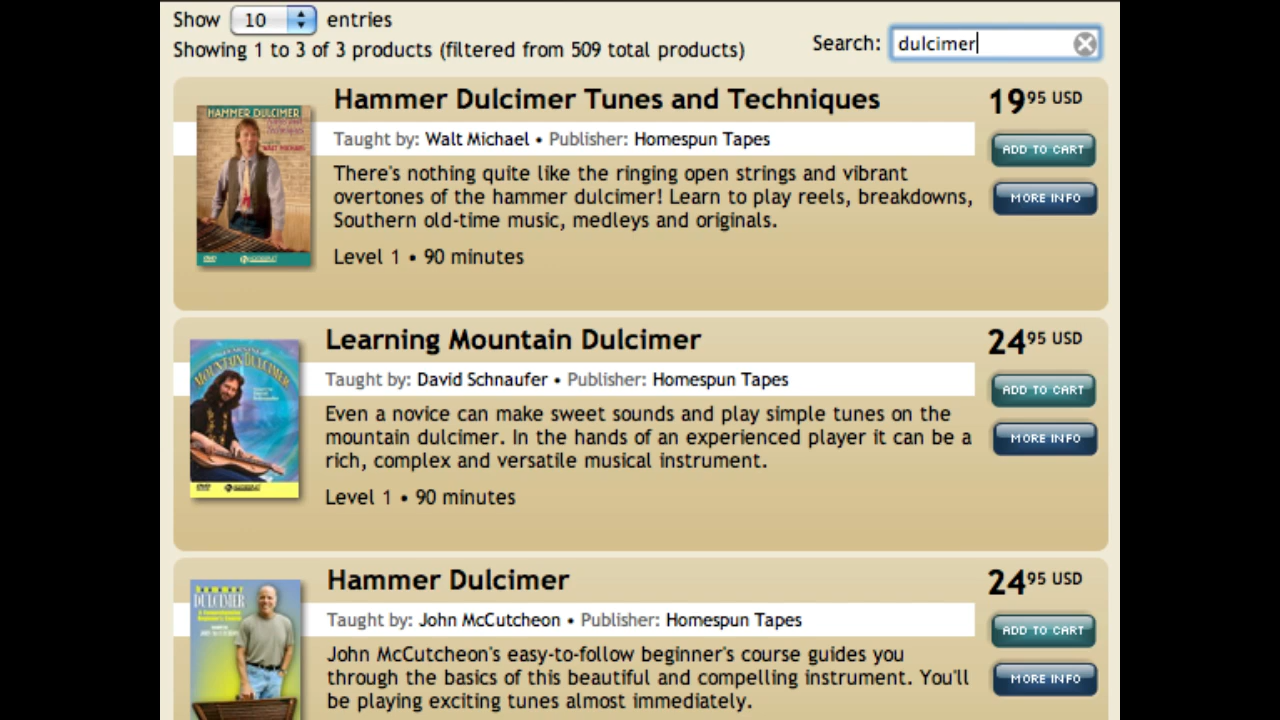 Show 10 entries
Showing 1 to 3 of 3 products (filtered from 509 total products)
Search: dulcimer
Hammer Dulcimer Tunes and Techniques
19 95 USD
HAMMER DULCIMER
Taught by: Walt Michael • Publisher: Homespun Tapes
ADD TO CART
There's nothing quite like the ringing open strings and vibrant
overtones of the hammer dulcimer! Learn to play reels, breakdowns,
Southern old-time music, medleys and originals.
MORE INFO
Level 1 • 90 minutes
Learning Mountain Dulcimer
24 95 USD
LEARNING
MOUNTAIN DULCIMER
Taught by: David Schnaufer • Publisher: Homespun Tapes
ADD TO CART
Even a novice can make sweet sounds and play simple tunes on the
mountain dulcimer. In the hands of an experienced player it can be a
rich, complex and versatile musical instrument.
MORE INFO
Level 1 • 90 minutes
Hammer Dulcimer
24 95 USD
DULCIMER
Taught by: John McCutcheon • Publisher: Homespun Tapes
ADD TO CART
John McCutcheon's easy-to-follow beginner's course guides you
through the basics of this beautiful and compelling instrument. You'll
be playing exciting tunes almost immediately.
MORE INFO